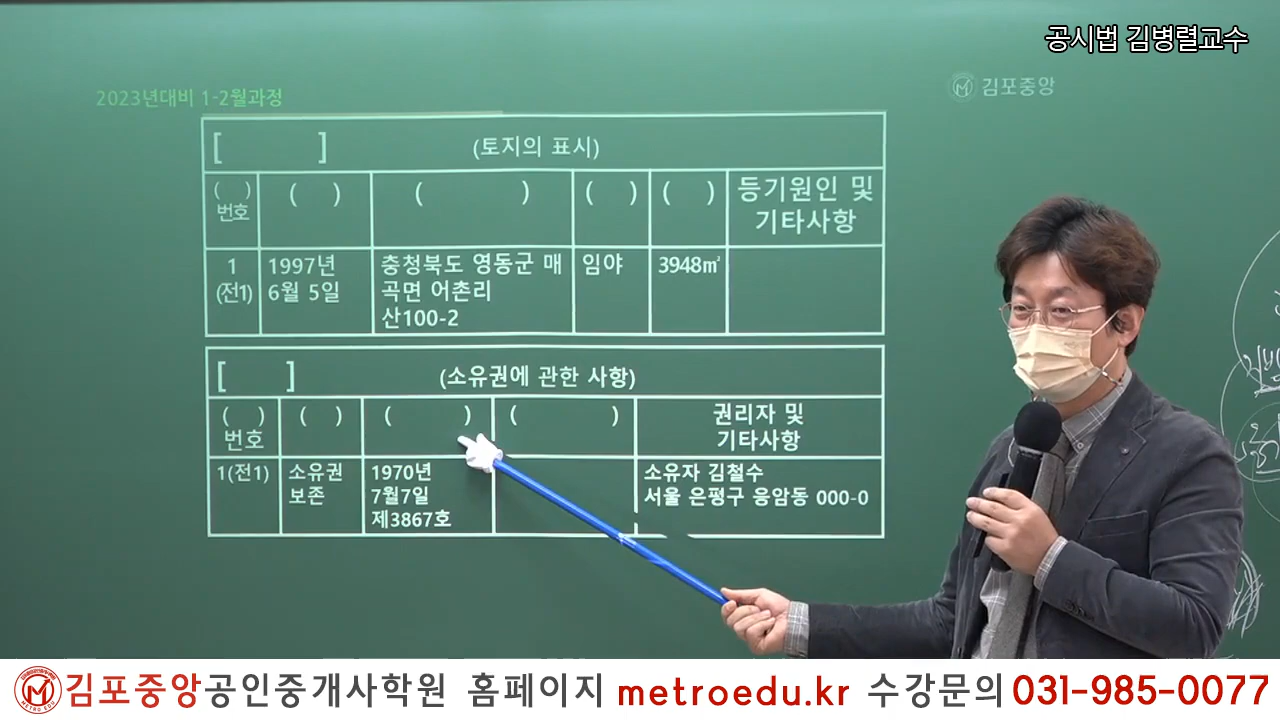 공시법 김병렬교수
2023년대비 1-2월과정
김포중앙
[ ] (토지의 표시)
( ) 번호 ( ) ( ) ( ) ( ) 등기원인 및 기타사항
1
(전1)
1997년
6월 5일
충청북도 영동군 매
곡면 어촌리
산100-2
임야
3948㎡
[ ] (소유권에 관한 사항)
( ) 번호 ( ) ( ) ( ) 권리자 및 기타사항
1(전1)
소유권
보존
1970년
7월7일
제3867호
소유자 김철수
서울 은평구 응암동 000-0
김포중앙공인중개사학원 홈페이지 metroedu.kr 수강문의 031-985-0077